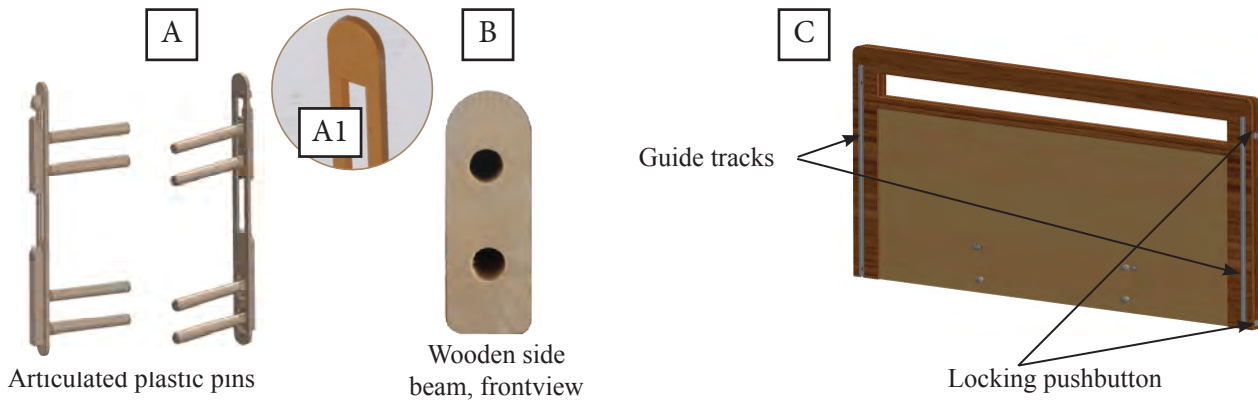 A
A1
B
C
Guide tracks
Articulated plastic pins
Wooden side
beam, frontview
Locking pushbutton